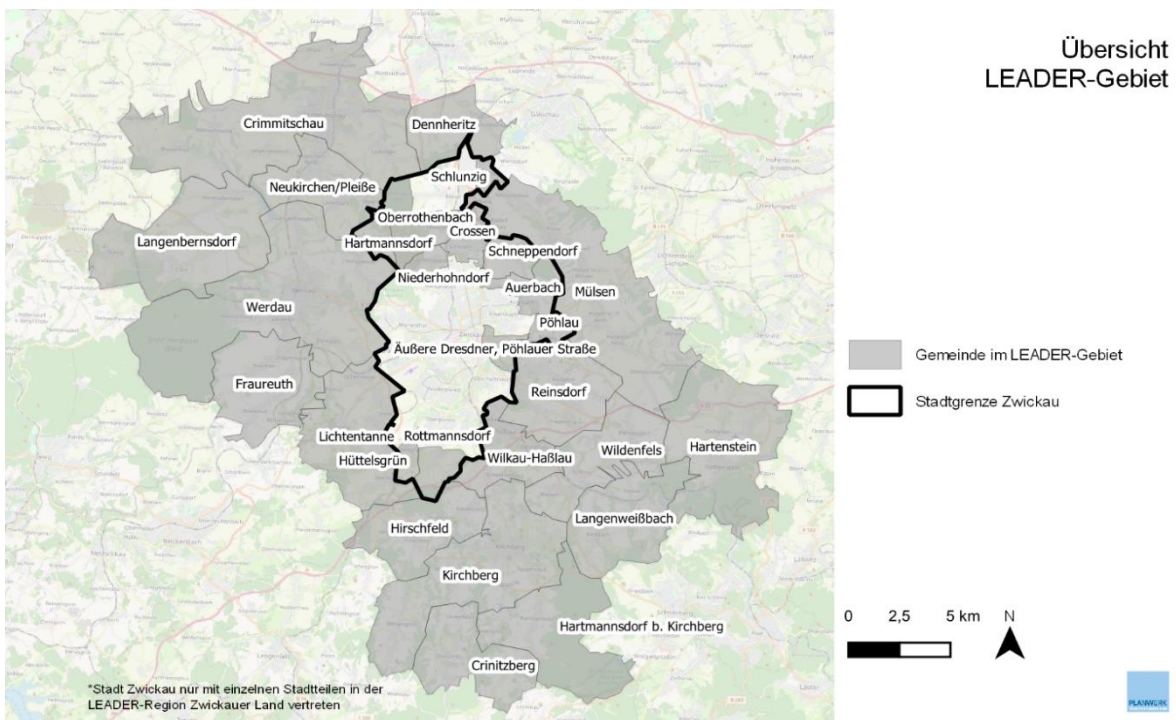 Übersicht
LEADER-Gebiet
Crimmitschau
Dennheritz
Schlunzig
Neukirchen/Pleiße
Oberrothenbach
Crossen
Langenbernsdorf
Hartmannsdorf
Schneppendorf
Niederhohndorf
Auerbach
Mülsen
Werdau
Pöhlau
Äußere Dresdner, Pöhlauer Straße
Fraureuth
Reinsdorf
Lichtentanne
Rottmannsdorf
Hüttelsgrün
Wilkau-Haßlau
Wildenfels
Hartenstein
Hirschfeld
Langenweißbach
Kirchberg
Hartmannsdorf b. Kirchberg
Crinitzberg
*Stadt Zwickau nur mit einzelnen Stadtteilen in der
LEADER-Region Zwickauer Land vertreten
Gemeinde im LEADER-Gebiet
Stadtgrenze Zwickau
0 2,5 5 km N
PLANWERK